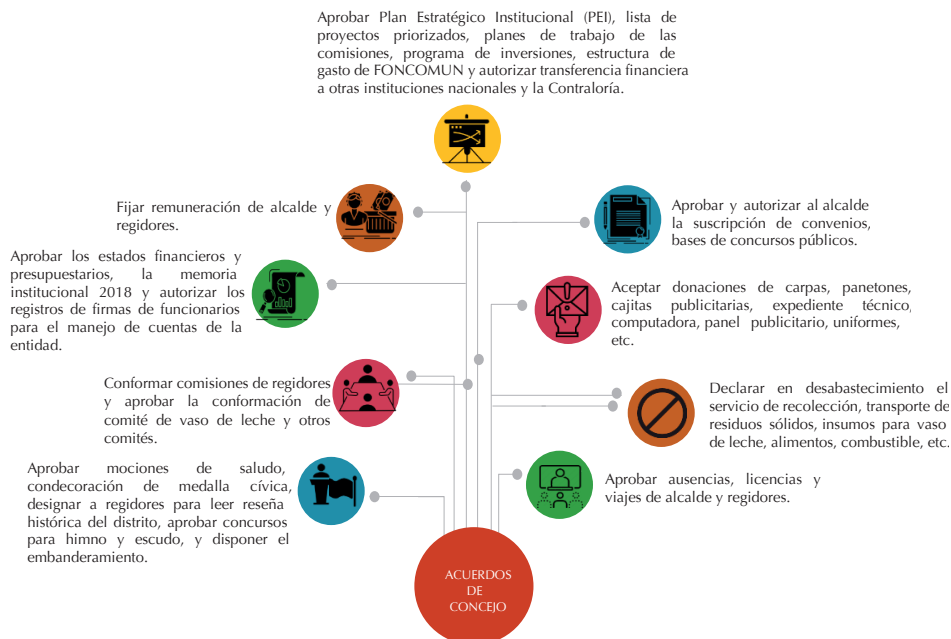 Aprobar Plan Estratégico Institucional (PEI), lista de
proyectos priorizados, planes de trabajo de las
comisiones, programa de inversiones, estructura de
gasto de FONCOMUN y autorizar transferencia financiera
a otras instituciones nacionales y la Contraloría.
Fijar remuneración de alcalde y
regidores.
Aprobar los estados financieros y
presupuestarios, la memoria
institucional 2018 y autorizar los
registros de firmas de funcionarios
para el manejo de cuentas de la
entidad.
Conformar comisiones de regidores
y aprobar la conformación de
comité de vaso de leche y otros
comités.
Aprobar mociones de saludo,
condecoración de medalla cívica,
designar a regidores para leer reseña
histórica del distrito, aprobar concursos
para himno y escudo, y disponer el
embanderamiento.
Aprobar y autorizar al alcalde
la suscripción de convenios,
bases de concursos públicos.
Aceptar donaciones de carpas, panetones,
cajitas publicitarias, expediente técnico,
computadora, panel publicitario, uniformes,
etc.
Declarar en desabastecimiento el
servicio de recolección, transporte de
residuos sólidos, insumos para vaso
de leche, alimentos, combustible, etc.
Aprobar ausencias, licencias y
viajes de alcalde y regidores.
ACUERDOS
DE
CONCEJO